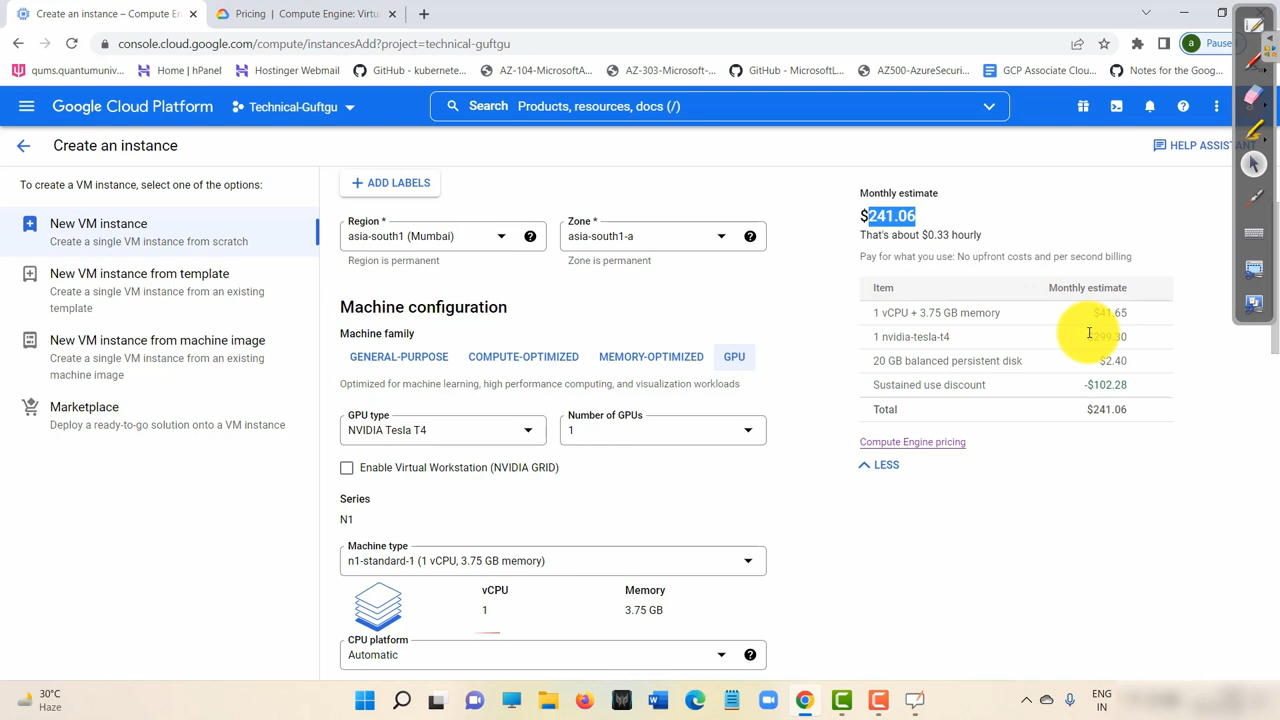 Create an instance – Compute En
Pricing | Compute Engine: Virtu
console.cloud.google.com/compute/instancesAdd?project=technical-guftgu
a
Paused
qums.quantumuniv...
Home | hPanel
Hostinger Webmail
GitHub - kubernete...
AZ-104-MicrosoftA...
AZ-303-Microsoft-...
GitHub - MicrosoftL...
AZ500-AzureSecuri...
GCP Associate Clou...
Notes for the Goog...
Google Cloud Platform
Technical-Guftgu
Search Products, resources, docs (/)
Create an instance
HELP ASSISTANT
To create a VM instance, select one of the options:
New VM instance
Create a single VM instance from scratch
New VM instance from template
Create a single VM instance from an existing
template
New VM instance from machine image
Create a single VM instance from an existing
machine image
Marketplace
Deploy a ready-to-go solution onto a VM instance
ADD LABELS
Region *
asia-south1 (Mumbai)
Region is permanent
Zone *
asia-south1-a
Zone is permanent
Machine configuration
Machine family
GENERAL-PURPOSE
COMPUTE-OPTIMIZED
MEMORY-OPTIMIZED
GPU
Optimized for machine learning, high performance computing, and visualization workloads
GPU type
NVIDIA Tesla T4
Number of GPUs
1
Enable Virtual Workstation (NVIDIA GRID)
Series
N1
Machine type
n1-standard-1 (1 vCPU, 3.75 GB memory)
vCPU
1
Memory
3.75 GB
CPU platform
Automatic
Monthly estimate
$241.06
That's about $0.33 hourly
Pay for what you use: No upfront costs and per second billing
Item Monthly estimate
1 vCPU + 3.75 GB memory $41.65
1 nvidia-tesla-t4 $299.30
20 GB balanced persistent disk $2.40
Sustained use discount -$102.28
Total $241.06
Compute Engine pricing
LESS
30°C
Haze
ENG
IN